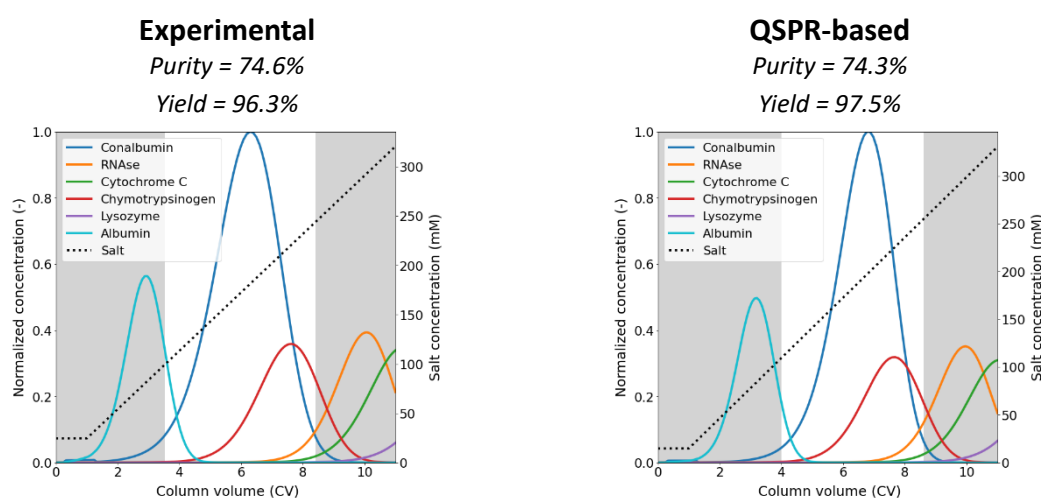 Experimental
Purity = 74.6%
Yield = 96.3%
1.0
0.8
0.6
0.4
0.2
0.0
Normalized concentration (-)
Conalbumin
RNAse
Cytochrome C
Chymotrypsinogen
Lysozyme
Albumin
Salt
300
250
200
150
100
50
0
Salt concentration (mM)
0 2 4 6 8 10
Column volume (CV)
QSPR-based
Purity = 74.3%
Yield = 97.5%
1.0
0.8
0.6
0.4
0.2
0.0
Normalized concentration (-)
Conalbumin
RNAse
Cytochrome C
Chymotrypsinogen
Lysozyme
Albumin
Salt
300
250
200
150
100
50
0
Salt concentration (mM)
0 2 4 6 8 10
Column volume (CV)